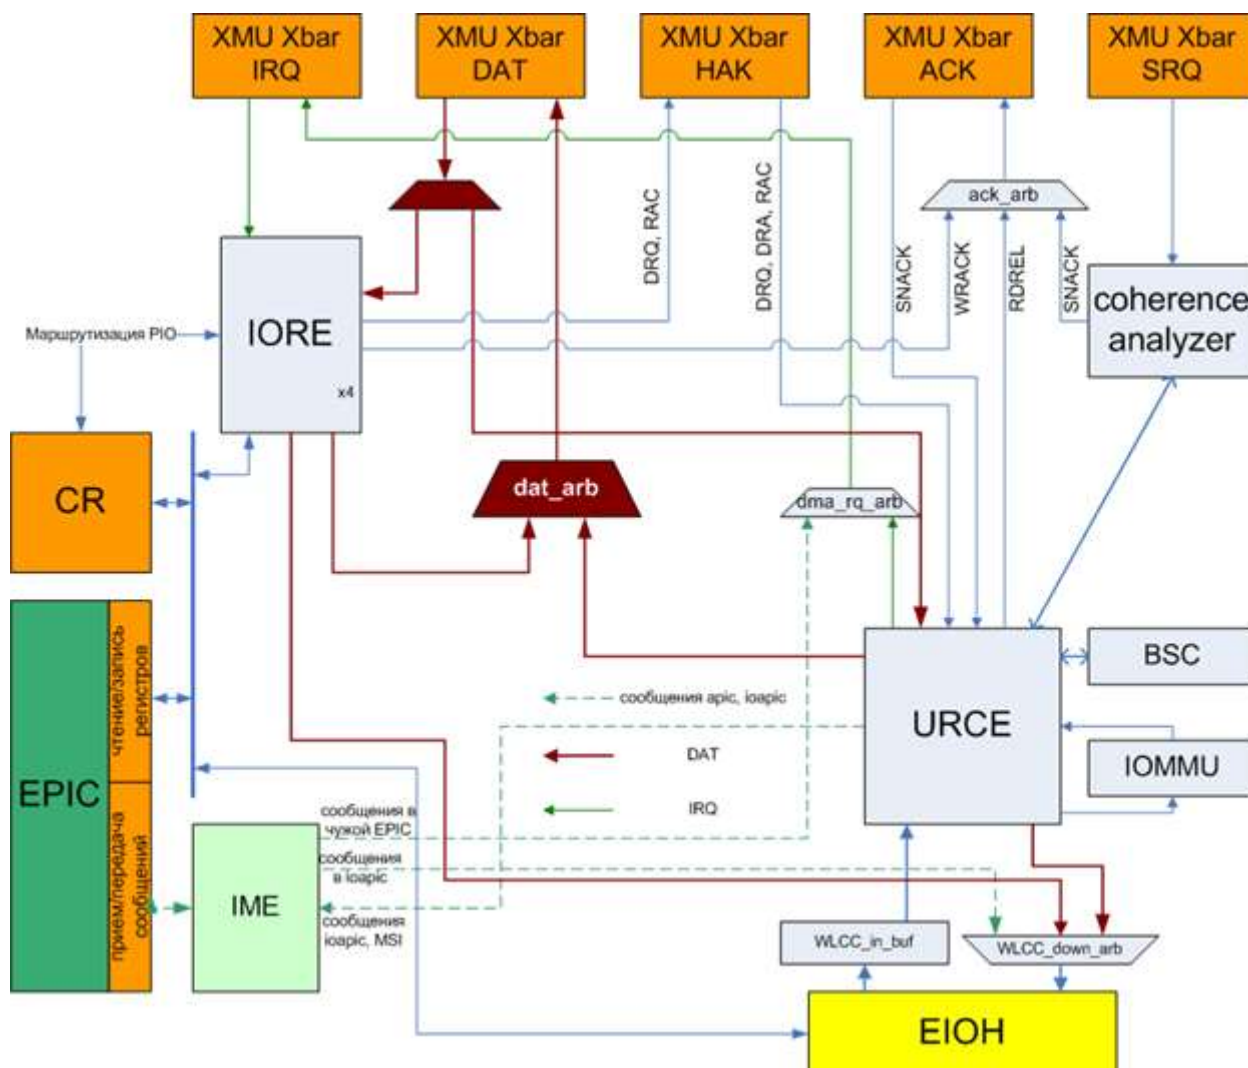 XMU Xbar
IRQ
XMU Xbar
DAT
XMU Xbar
HAK
XMU Xbar
ACK
XMU Xbar
SRQ
DRQ, RAC
DRQ, DRA, RAC
SNACK
WRACK
RDREL
SNACK
ack_arb
coherence
analyzer
Маршрутизация PIO
IORE
x4
CR
dat_arb
dma_rq_arb
EPIC
чтение/запись
регистров
прием/передача
сообщений
сообщения apic, ioapic
DAT
IRQ
URCE
BSC
IOMMU
сообщения в
чужой EPIC
сообщения
в ioapic
IME
сообщения
ioapic, MSI
WLCC_in_buf
WLCC_down_arb
EIOH